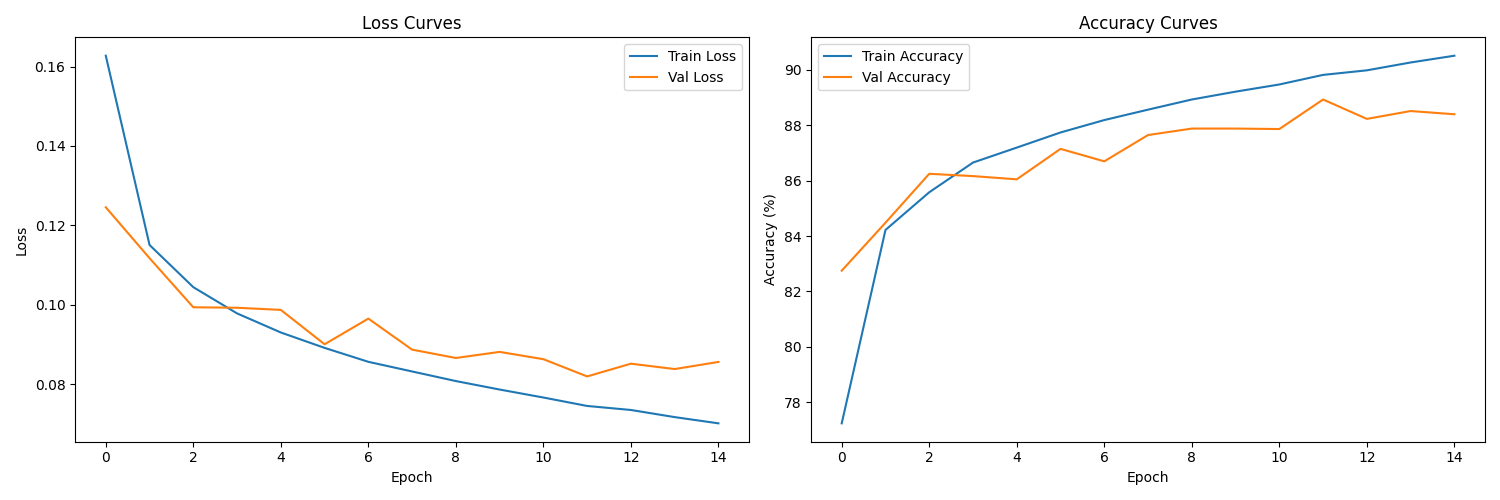 Loss Curves
Train Loss
Val Loss
0.16
0.14
0.12
0.10
0.08
Loss
0 2 4 6 8 10 12 14
Epoch
Accuracy Curves
Train Accuracy
Val Accuracy
90
88
86
84
82
80
78
Accuracy (%)
0 2 4 6 8 10 12 14
Epoch